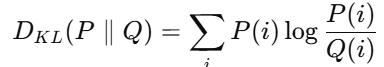 D_{KL}(P \parallel Q) = \sum_{i} P(i) \log \frac{P(i)}{Q(i)}